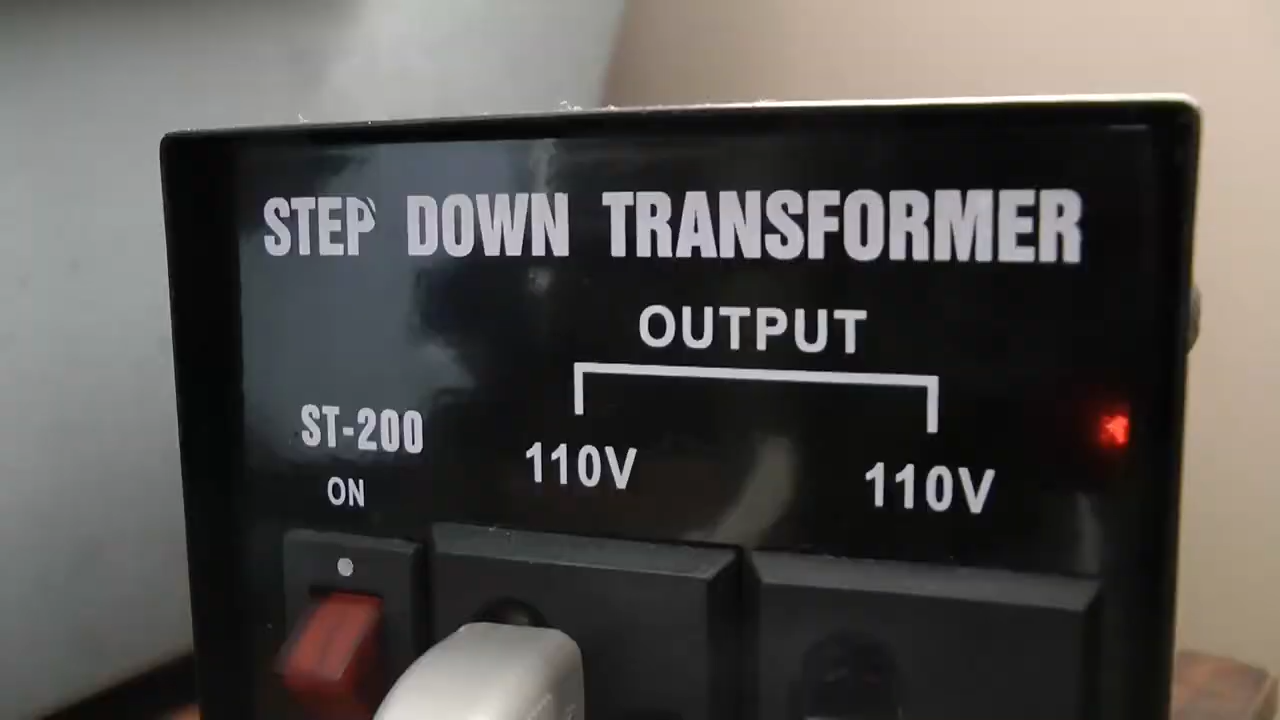 STEP DOWN TRANSFORMER
OUTPUT
ST-200
110V 110V
ON